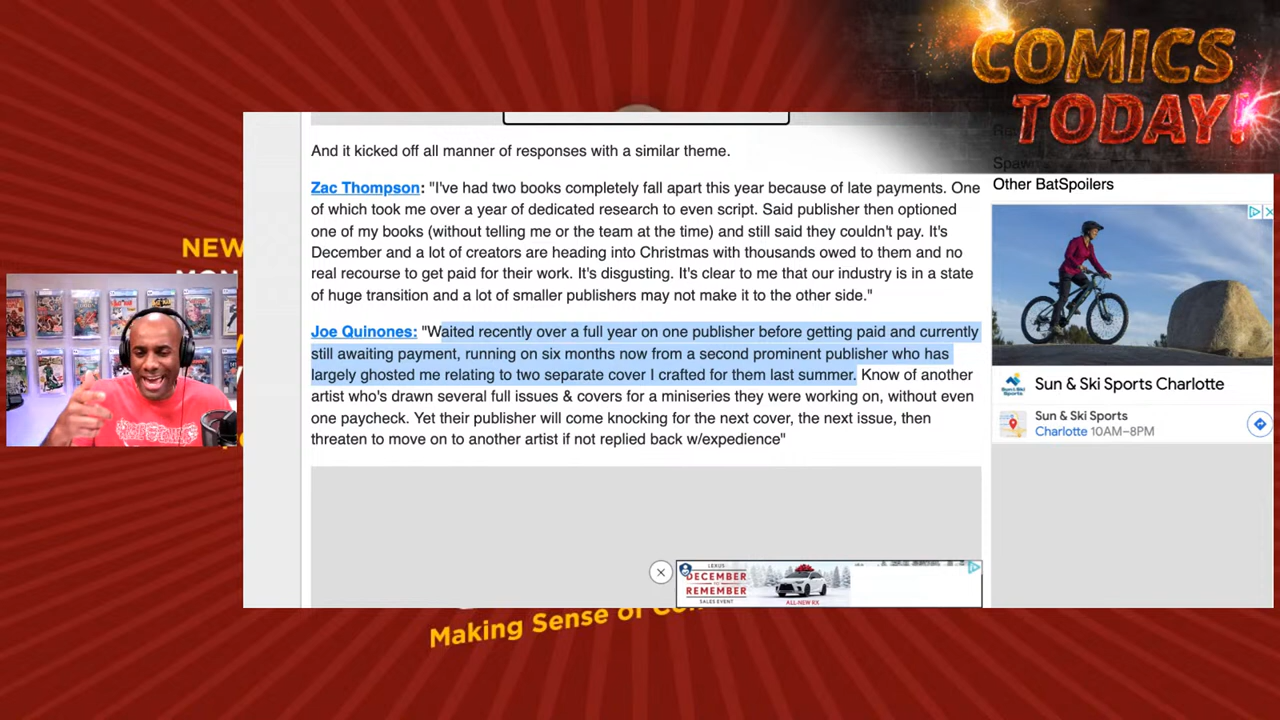 COMICS
TODAY!
And it kicked off all manner of responses with a similar theme.
Zac Thompson: "I've had two books completely fall apart this year because of late payments. One
of which took me over a year of dedicated research to even script. Said publisher then optioned
one of my books (without telling me or the team at the time) and still said they couldn't pay. It's
December and a lot of creators are heading into Christmas with thousands owed to them and no
real recourse to get paid for their work. It's disgusting. It's clear to me that our industry is in a state
of huge transition and a lot of smaller publishers may not make it to the other side."
Joe Quinones: "Waited recently over a full year on one publisher before getting paid and currently
still awaiting payment, running on six months now from a second prominent publisher who has
largely ghosted me relating to two separate cover I crafted for them last summer. Know of another
artist who's drawn several full issues & covers for a miniseries they were working on, without even
one paycheck. Yet their publisher will come knocking for the next cover, the next issue, then
threaten to move on to another artist if not replied back w/expedience"
Spaw
Other BatSpoilers
Sun & Ski Sports Charlotte
Sun & Ski Sports
Charlotte 10AM–8PM
NEW
LEXUS
DECEMBER
TO
REMEMBER
SALES EVENT
ALL-NEW RX
Making Sense of